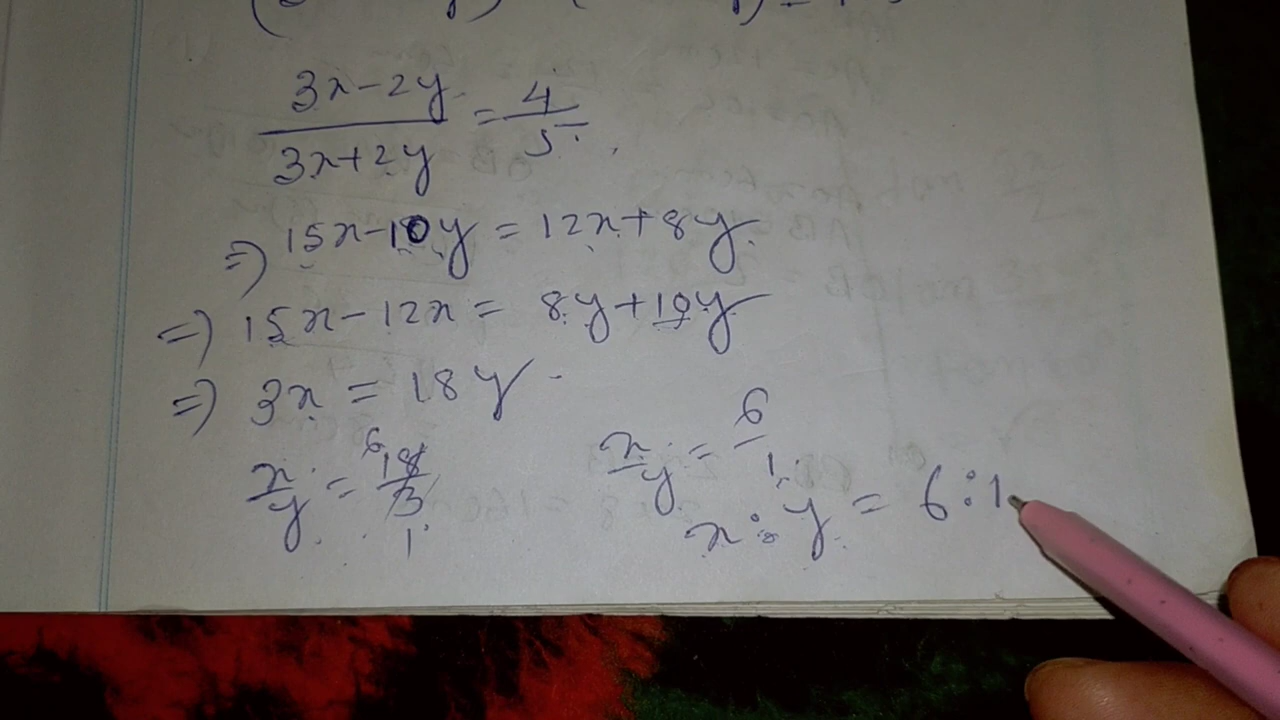 3x-2y/3x+2y = 4/5
=) 15x-10y = 12x+8y
=) 15x-12x = 8y+10y
=) 3x = 18y
x/y = 18/3 6 1
x/y = 6/1
x:y = 6:1